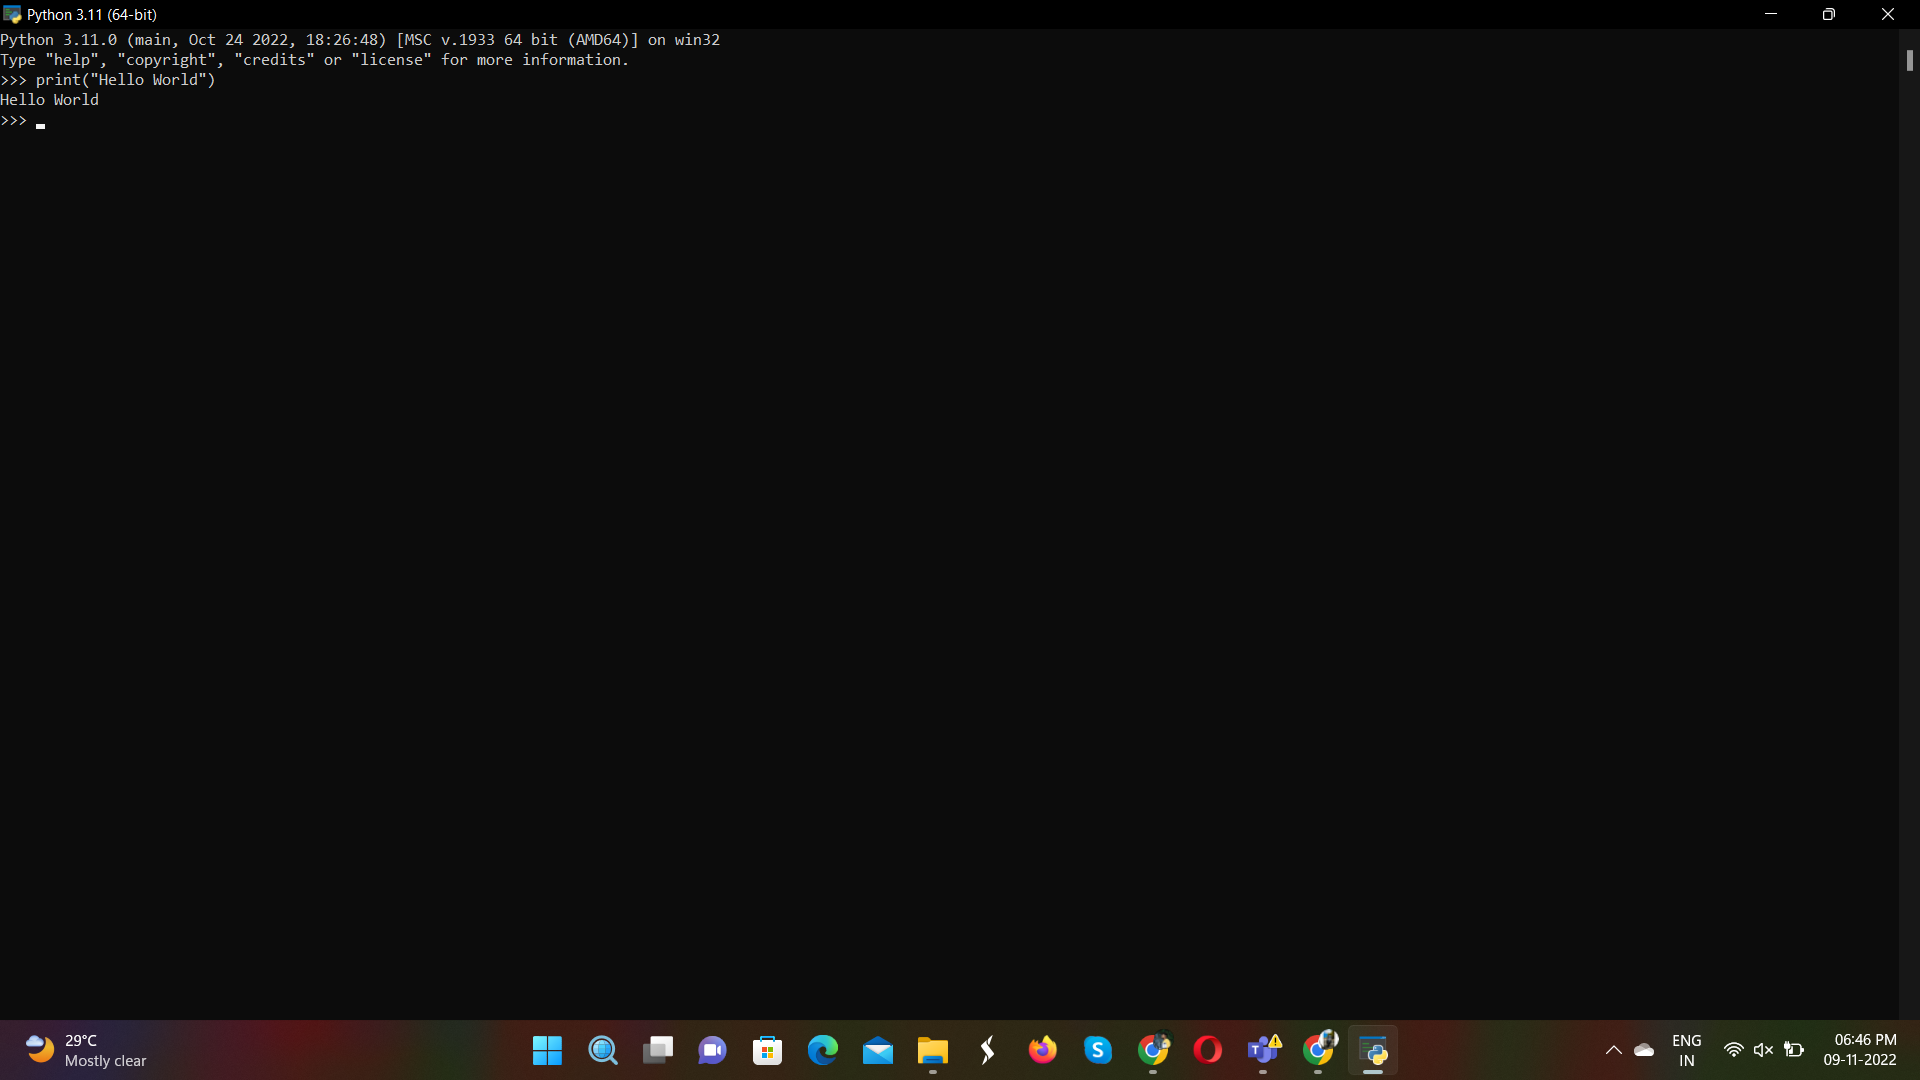 Python 3.11 (64-bit)
Python 3.11.0 (main, Oct 24 2022, 18:26:48) [MSC v.1933 64 bit (AMD64)] on win32
Type "help", "copyright", "credits" or "license" for more information.
>>> print("Hello World")
Hello World
>>>
29°C
Mostly clear
ENG
IN
06:46 PM
09-11-2022